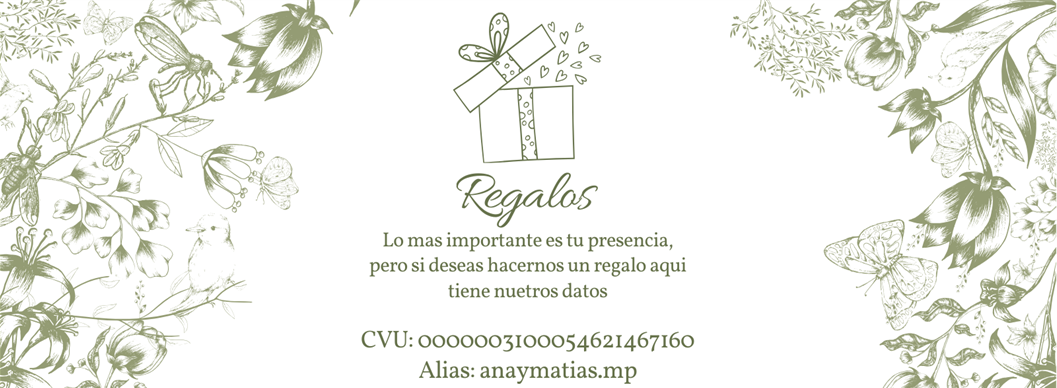 Regalos
Lo mas importante es tu presencia,
pero si deseas hacernos un regalo aqui
tiene nuetros datos
CVU: 0000003100054621467160
Alias: anaymatias.mp